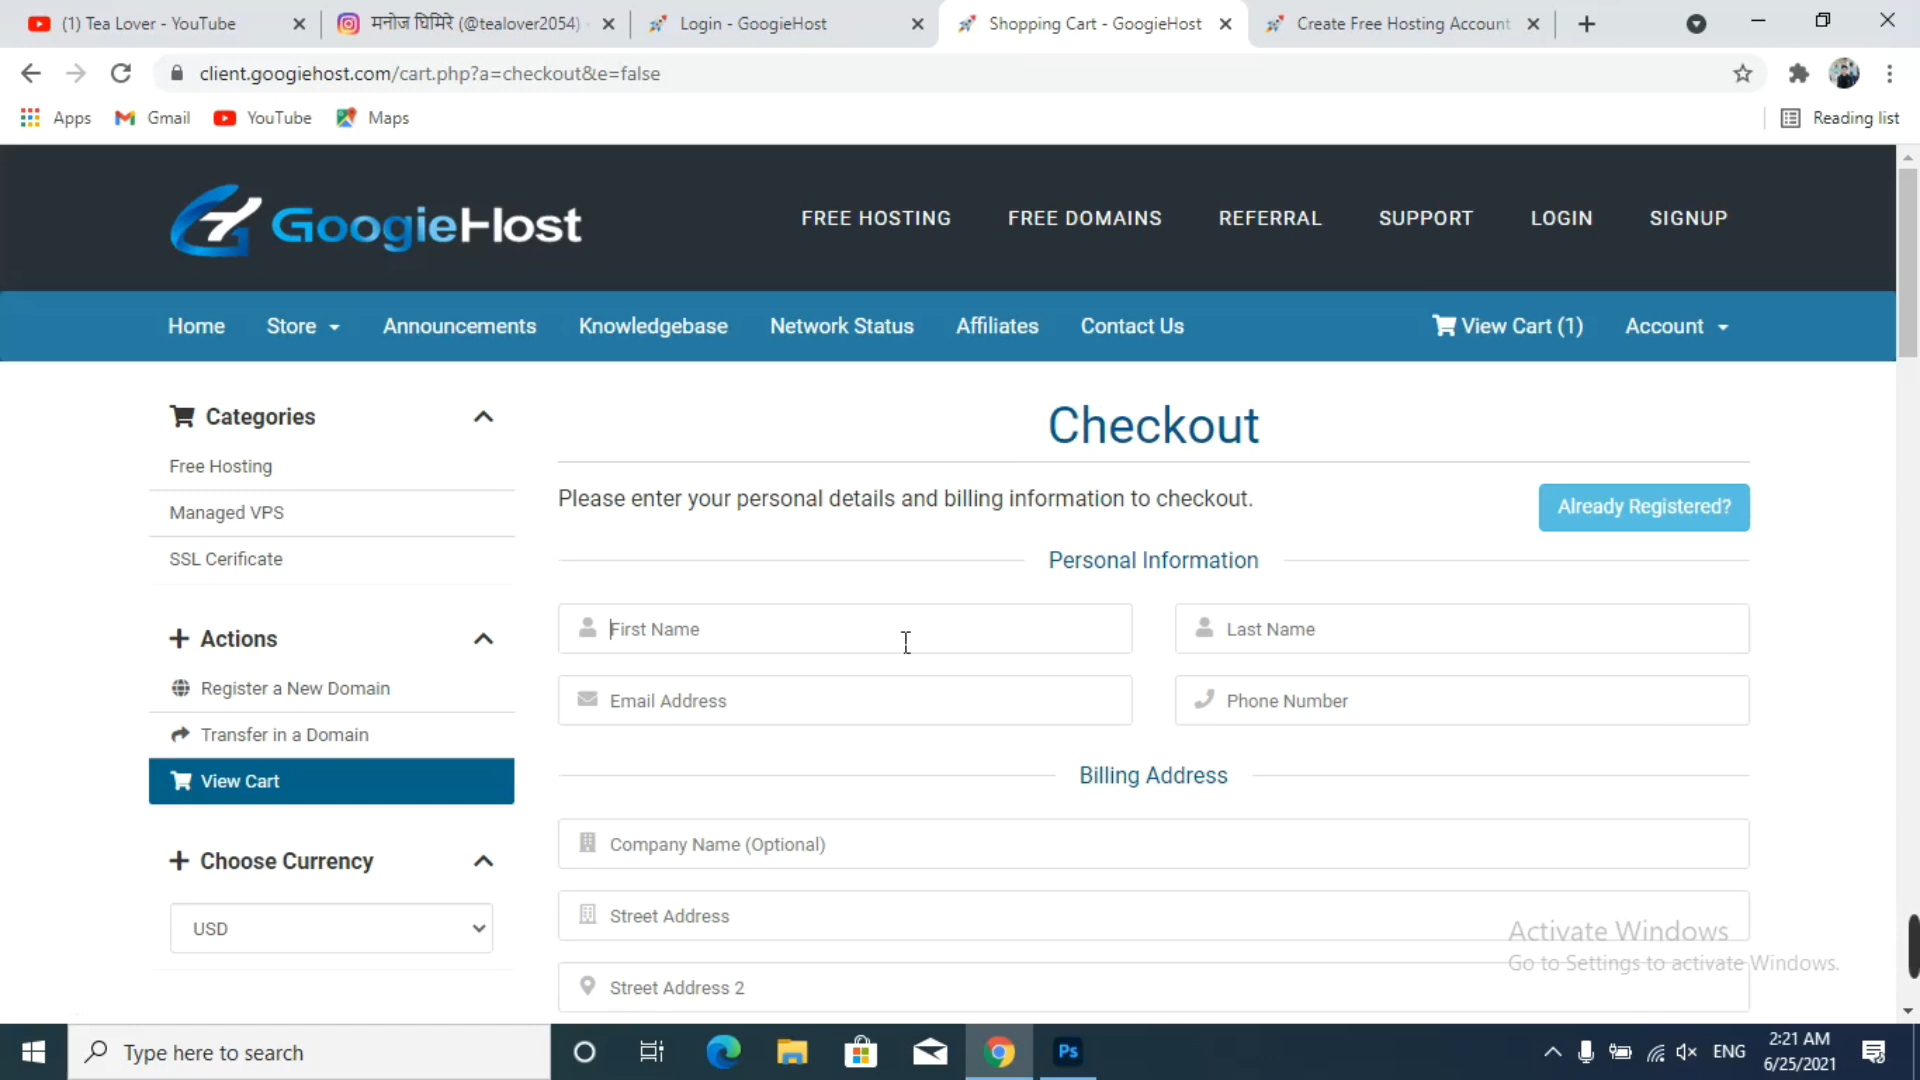 (1) Tea Lover - YouTube
मनोज घिमिरे (@tealover2054)
Login - GoogieHost
Shopping Cart - GoogieHost
Create Free Hosting Account
client.googiehost.com/cart.php?a=checkout&e=false
Apps
Gmail
YouTube
Maps
Reading list
GoogieHost
FREE HOSTING
FREE DOMAINS
REFERRAL
SUPPORT
LOGIN
SIGNUP
Home
Store
Announcements
Knowledgebase
Network Status
Affiliates
Contact Us
View Cart (1)
Account
Categories
Free Hosting
Managed VPS
SSL Cerificate
Actions
Register a New Domain
Transfer in a Domain
View Cart
Choose Currency
USD
Checkout
Please enter your personal details and billing information to checkout.
Already Registered?
Personal Information
First Name
Last Name
Email Address
Phone Number
Billing Address
Company Name (Optional)
Street Address
Street Address 2
Activate Windows
Go to Settings to activate Windows.
Type here to search
Ps
ENG
2:21 AM
6/25/2021